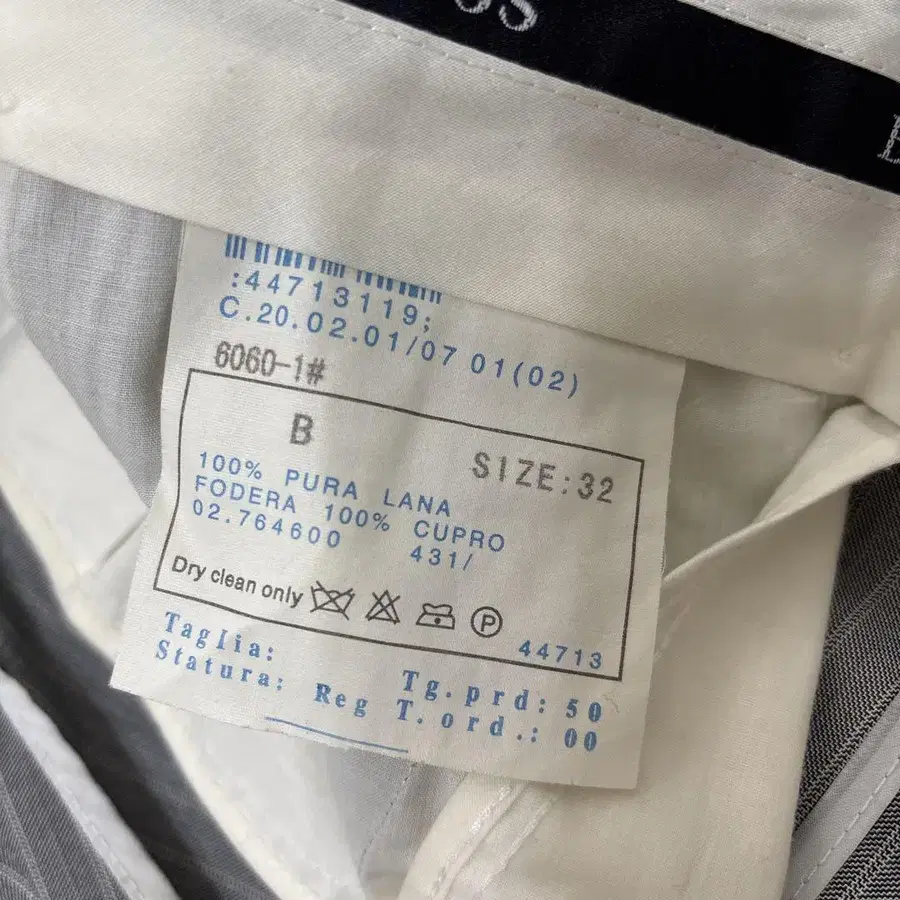 :44713119;
C.20.02.01/07 01(02)
6060-1#
B
SIZE:32
100% PURA LANA
FODERA 100% CUPRO
02.764600 431/
Dry clean only
P
44713
Taglia:
Tg.prd: 50
Statura: Reg T.ord.: 00